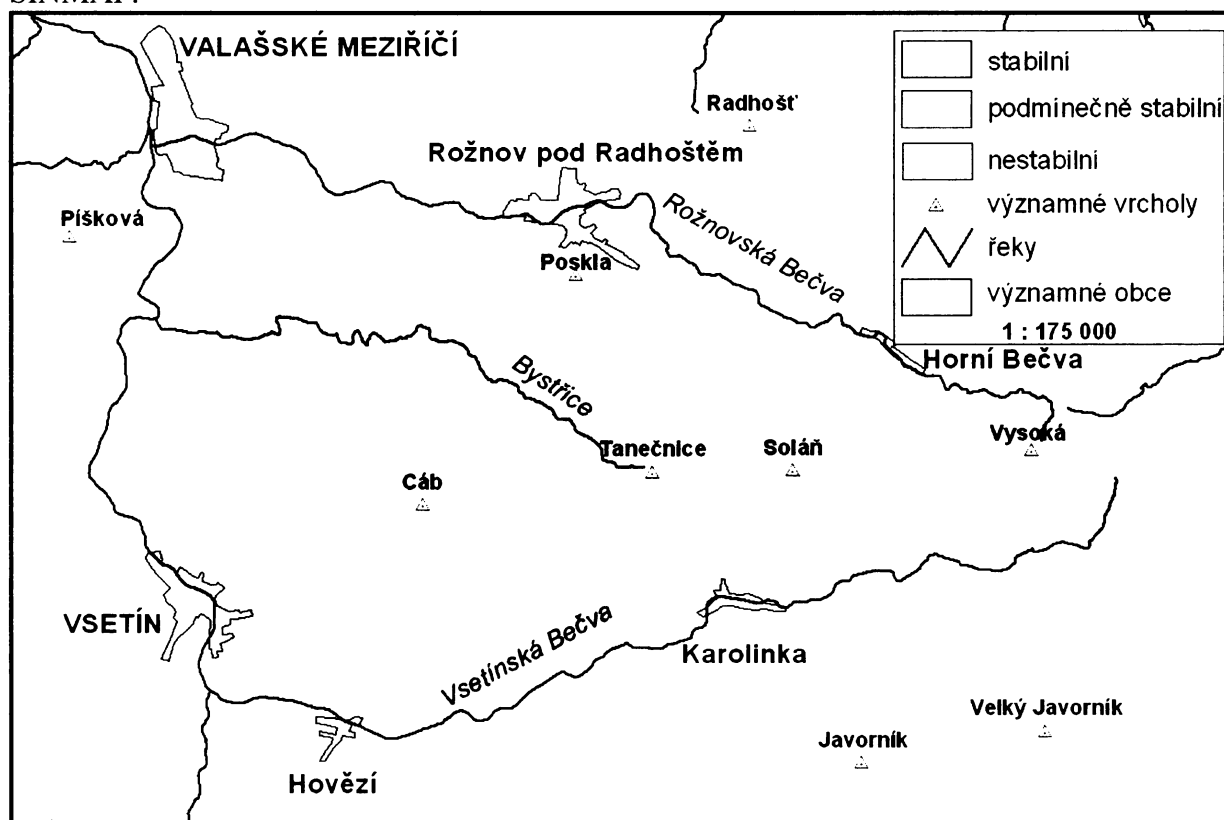 VALAŠSKÉ MEZIŘÍČÍ
stabilní
podmínečně stabilní
nestabilní
významné vrcholy
řeky
významné obce
1 : 175 000
Radhošť
Rožnov pod Radhoštěm
Píšková
Rožnovská Bečva
Poskla
Horní Bečva
Bystřice
Vysoká
Tanečnice
Soláň
Cáb
VSETÍN
Vsetínská Bečva
Karolinka
Velký Javorník
Javorník
Hovězí